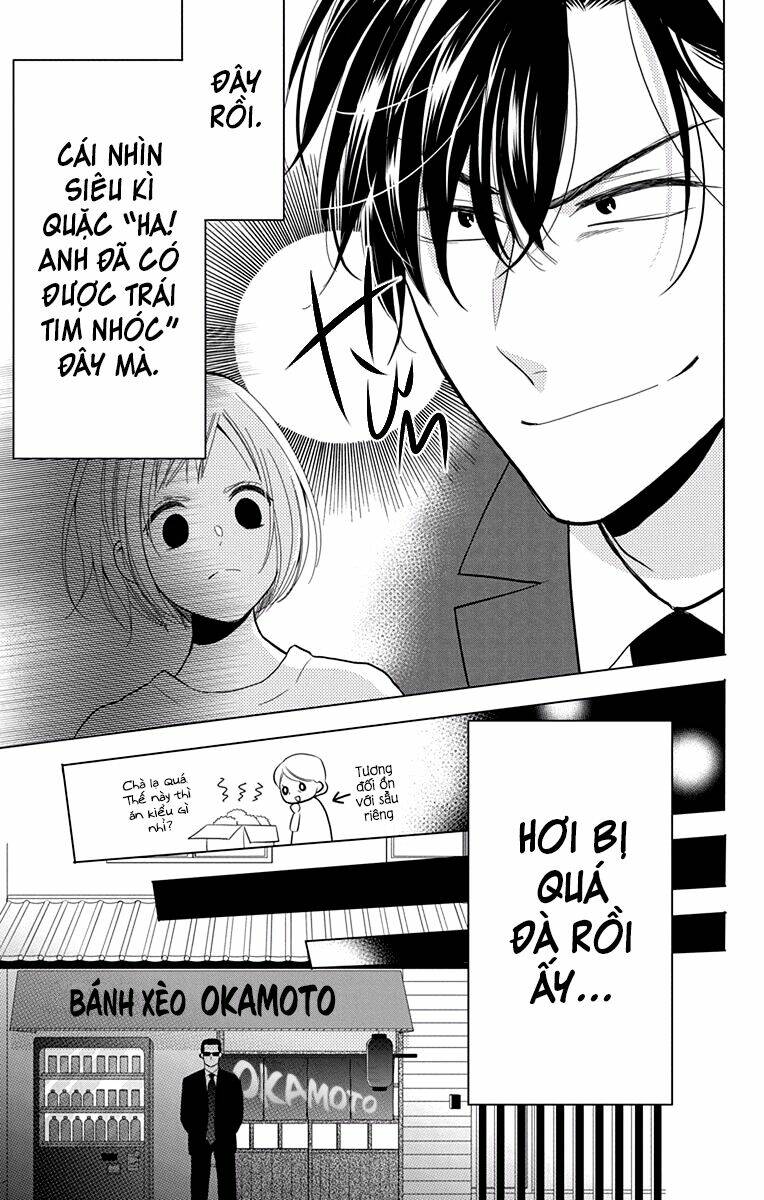 ĐÂY
RỒI.
CÁI NHÌN
SIÊU KÌ
QUẶC "HA!
ANH ĐÃ CÓ
ĐƯỢC TRÁI
TIM NHÓC"
ĐÂY MÀ.
Chà lạ quá
Thế này thì
ăn kiểu gì
nhỉ?
Tương
đối ổn
với sầu
riêng
HƠI BỊ
QUÁ
ĐÀ RỒI
ẤY...
BÁNH XÈO OKAMOTO
OKAMOTO